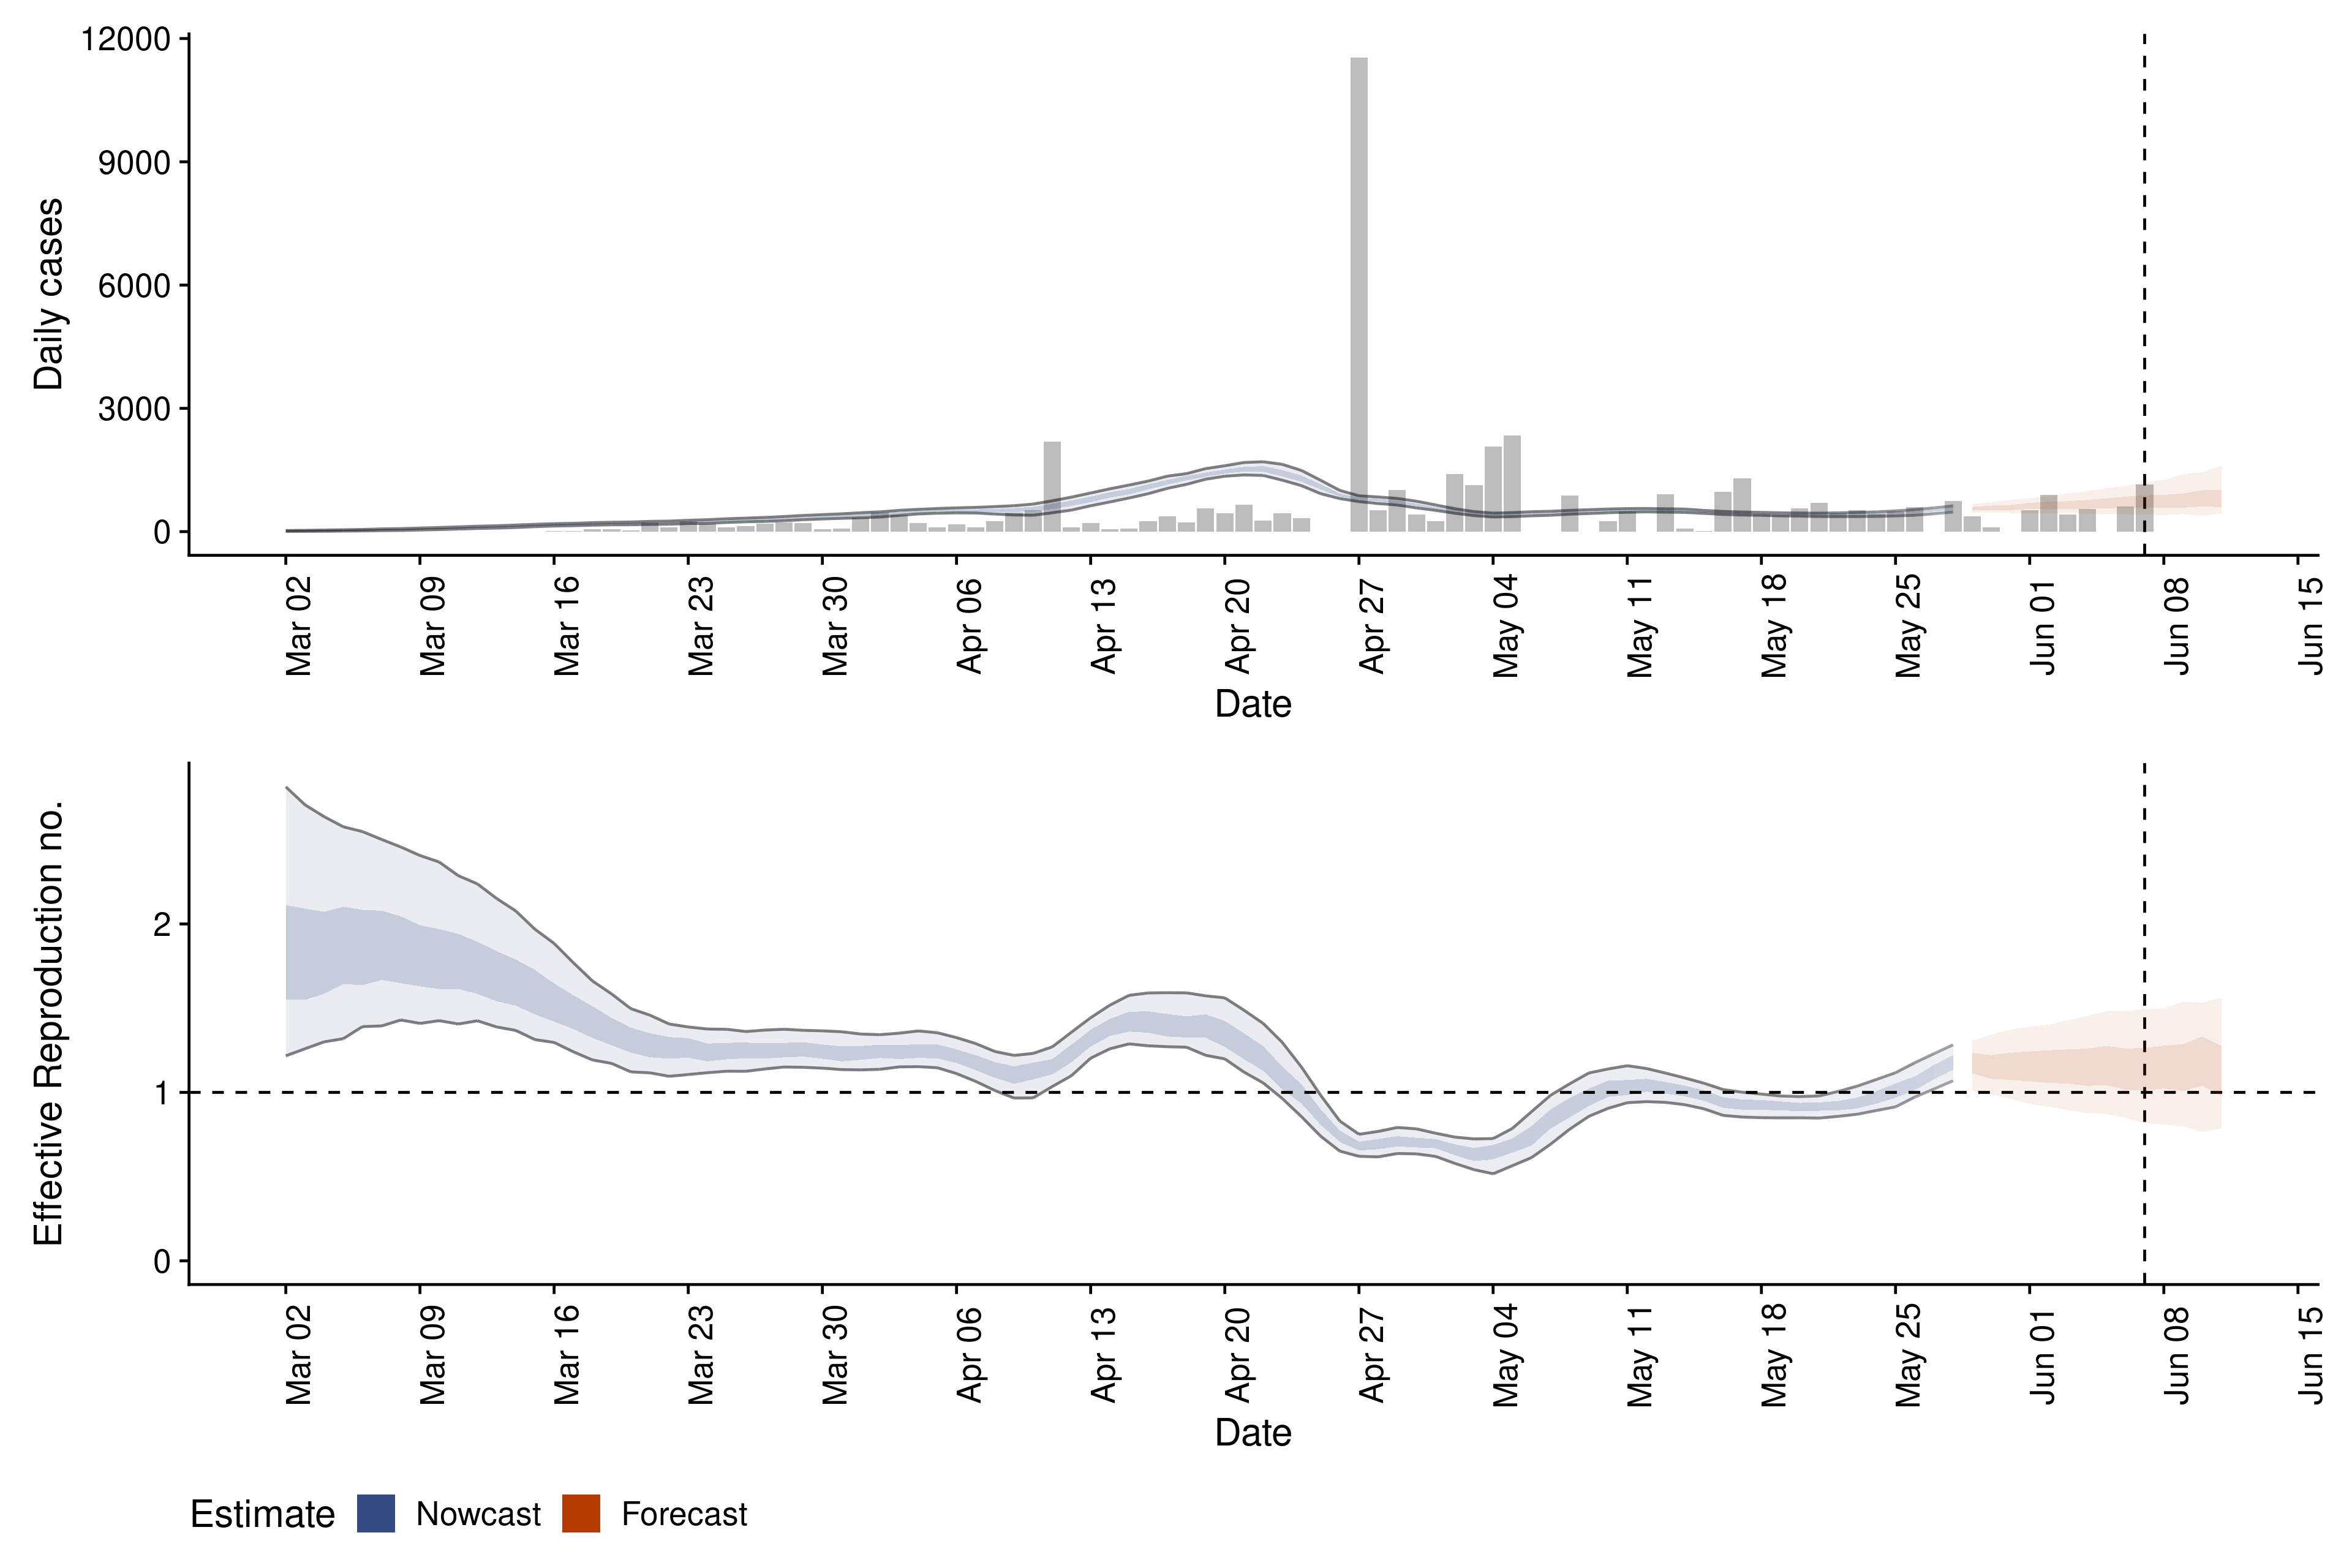 12000
9000
6000
3000
0
Daily cases
Mar 02
Mar 09
Mar 16
Mar 23
Mar 30
Apr 06
Apr 13
Apr 20
Apr 27
May 04
May 11
May 18
May 25
Jun 01
Jun 08
Jun 15
Date
2
1
0
Effective Reproduction no.
Mar 02
Mar 09
Mar 16
Mar 23
Mar 30
Apr 06
Apr 13
Apr 20
Apr 27
May 04
May 11
May 18
May 25
Jun 01
Jun 08
Jun 15
Date
Estimate Nowcast Forecast